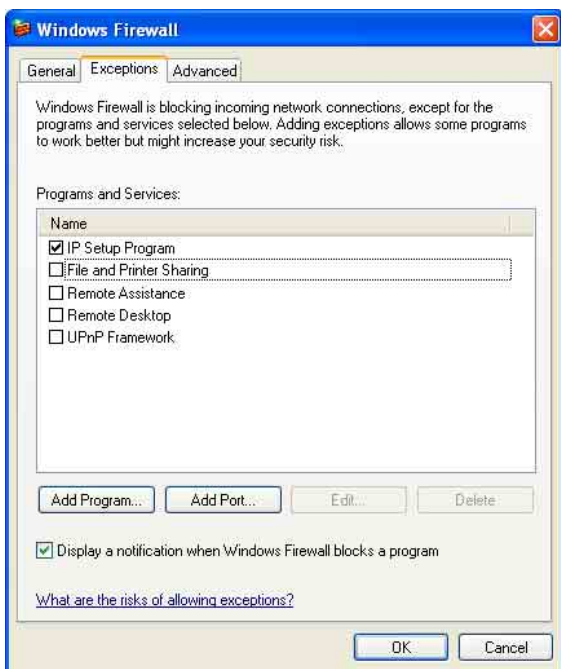 Windows Firewall
General Exceptions Advanced
Windows Firewall is blocking incoming network connections, except for the
programs and services selected below. Adding exceptions allows some programs
to work better but might increase your security risk.
Programs and Services:
Name
IP Setup Program
File and Printer Sharing
Remote Assistance
Remote Desktop
UPnP Framework
Add Program... Add Port... Edit... Delete
Display a notification when Windows Firewall blocks a program
What are the risks of allowing exceptions?
OK Cancel